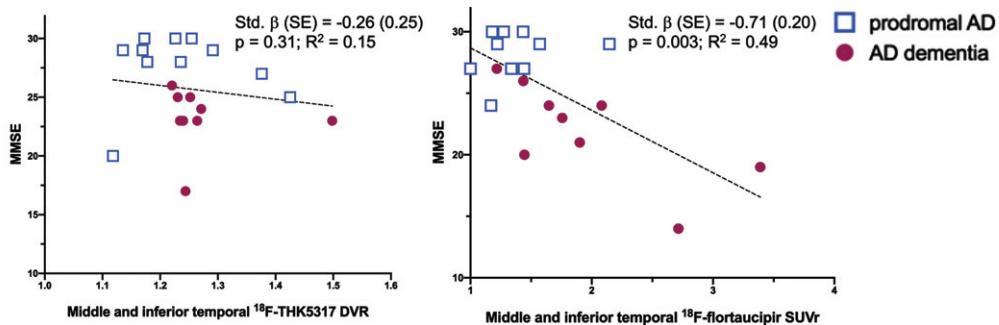 Std. β (SE) = -0.26 (0.25)
p = 0.31; R² = 0.15
MMSE
30
25
20
15
10
1.0 1.1 1.2 1.3 1.4 1.5 1.6
Middle and inferior temporal ¹⁸F-THK5317 DVR
Std. β (SE) = -0.71 (0.20)
p = 0.003; R² = 0.49
MMSE
30
20
10
1 2 3 4
Middle and inferior temporal ¹⁸F-flortaucipir SUVr
prodromal AD
AD dementia